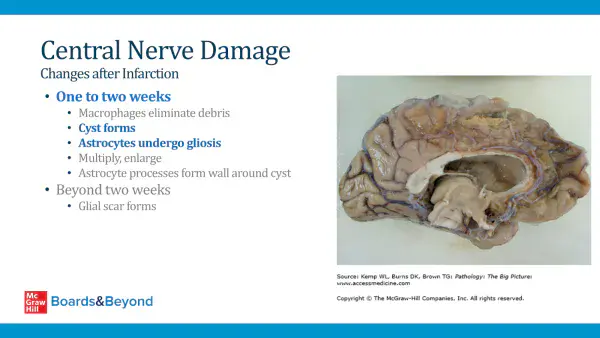 Central Nerve Damage
Changes after Infarction
• One to two weeks
• Macrophages eliminate debris
• Cyst forms
• Astrocytes undergo gliosis
• Multiply, enlarge
• Astrocyte processes form wall around cyst
• Beyond two weeks
• Glial scar forms
Source: Kemp WL, Burns DK, Brown TG: Pathology: The Big Picture:
www.accessmedicine.com
Copyright © The McGraw-Hill Companies, Inc. All rights reserved.
Mc
Graw
Hill
Boards&Beyond